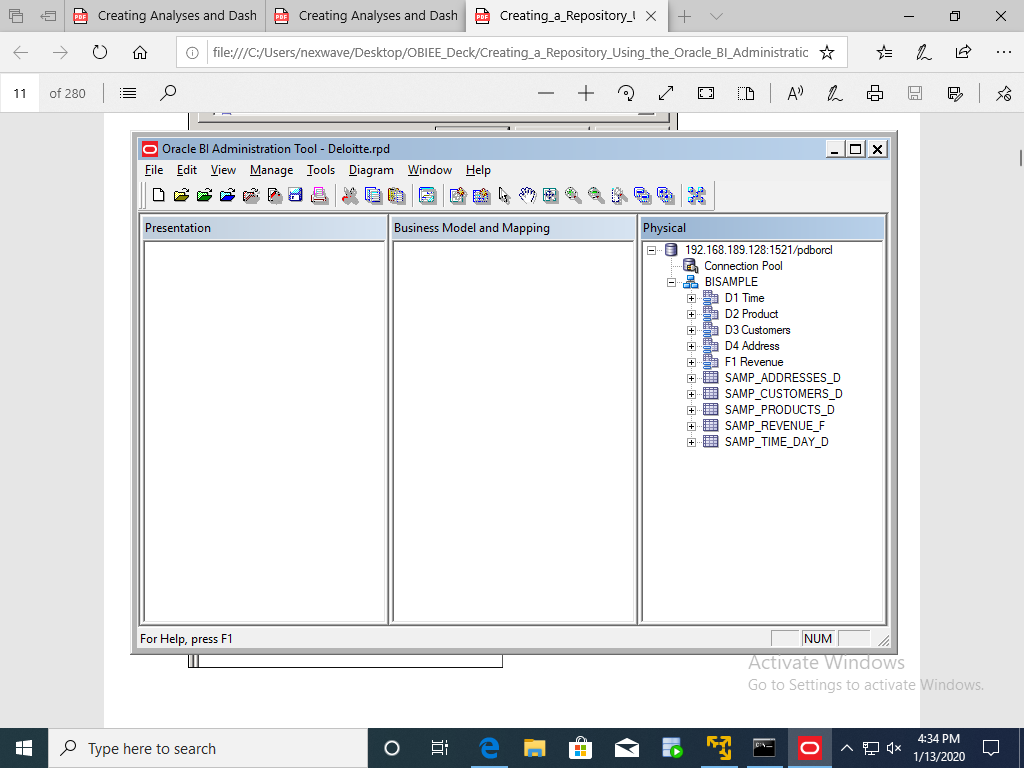 Creating Analyses and Dash
Creating Analyses and Dash
Creating_a_Repository_U
file:///C:/Users/nexwave/Desktop/OBIEE_Deck/Creating_a_Repository_Using_the_Oracle_BI_Administratic
11 of 280
Oracle BI Administration Tool - Deloitte.rpd
File Edit View Manage Tools Diagram Window Help
Presentation
Business Model and Mapping
Physical
192.168.189.128:1521/pdborcl
Connection Pool
BISAMPLE
D1 Time
D2 Product
D3 Customers
D4 Address
F1 Revenue
SAMP_ADDRESSES_D
SAMP_CUSTOMERS_D
SAMP_PRODUCTS_D
SAMP_REVENUE_F
SAMP_TIME_DAY_D
For Help, press F1
NUM
Activate Windows
Go to Settings to activate Windows.
Type here to search
4:34 PM
1/13/2020